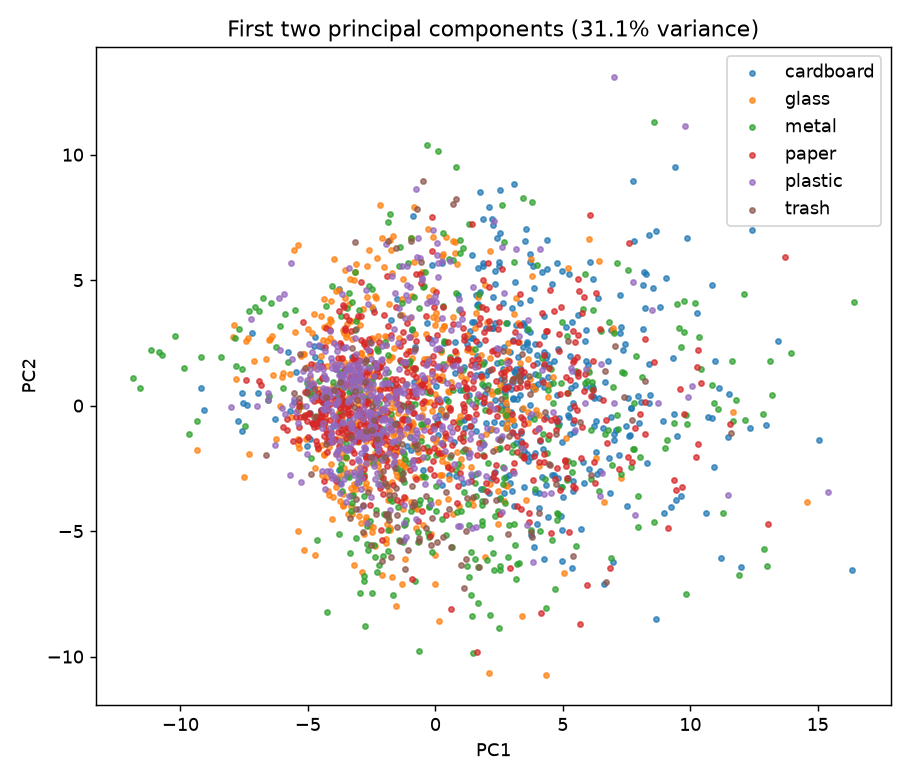 First two principal components (31.1% variance)
cardboard
glass
metal
paper
plastic
trash
10
5
0
−5
−10
PC2
−10
−5
0
5
10
15
PC1